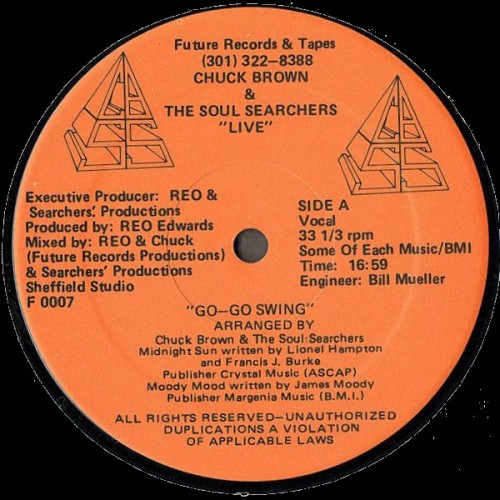 Future Records & Tapes
(301) 322-8388
CHUCK BROWN
&
THE SOUL SEARCHERS
"LIVE"
Executive Producer: REO &
Searchers'. Productions
Produced by: REO Edwards
Mixed by: REO & Chuck
(Future Records Productions)
& Searchers' Productions
Sheffield Studio
F 0007
SIDE A
Vocal
33 1/3 rpm
Some Of Each Music/BMI
Time: 16:59
Engineer: Bill Mueller
"GO-GO SWING"
ARRANGED BY
Chuck Brown & The Soul Searchers
Midnight Sun written by Lionel Hampton
and Francis J. Burke
Publisher Crystal Music (ASCAP)
Moody Mood written by James Moody
Publisher Margenia Music (B.M.I.)
ALL RIGHTS RESERVED-UNAUTHORIZED
DUPLICATIONS A VIOLATION
OF APPLICABLE LAWS